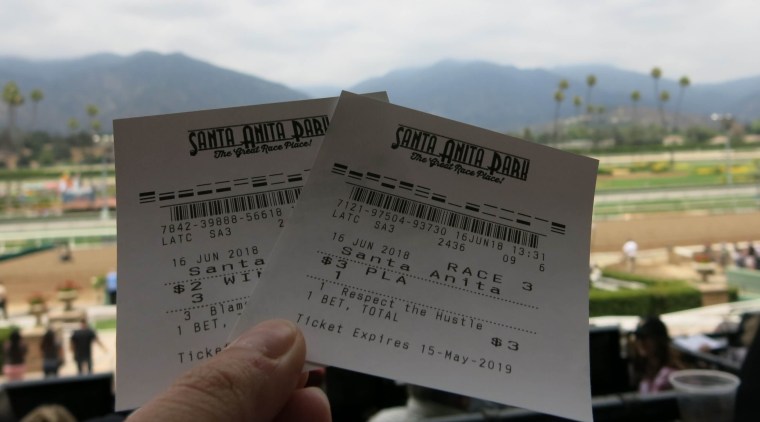 SANTA ANITA PARK
The Great Race Place!
7842-39888-56618
LATC SA3 2
16 JUN 2018
Santa
$2 WI
3
3 Blam
1 BET,
Ticke
SANTA ANITA PARK
The Great Race Place!
7121-97504-93730 16JUN18 13:31
LATC SA3 2436 09 6
16 JUN 2018 RACE 3
Santa Anita
$3 PLA
1
1 Respect the Hustle
1 BET, TOTAL $3
Ticket Expires 15-May-2019